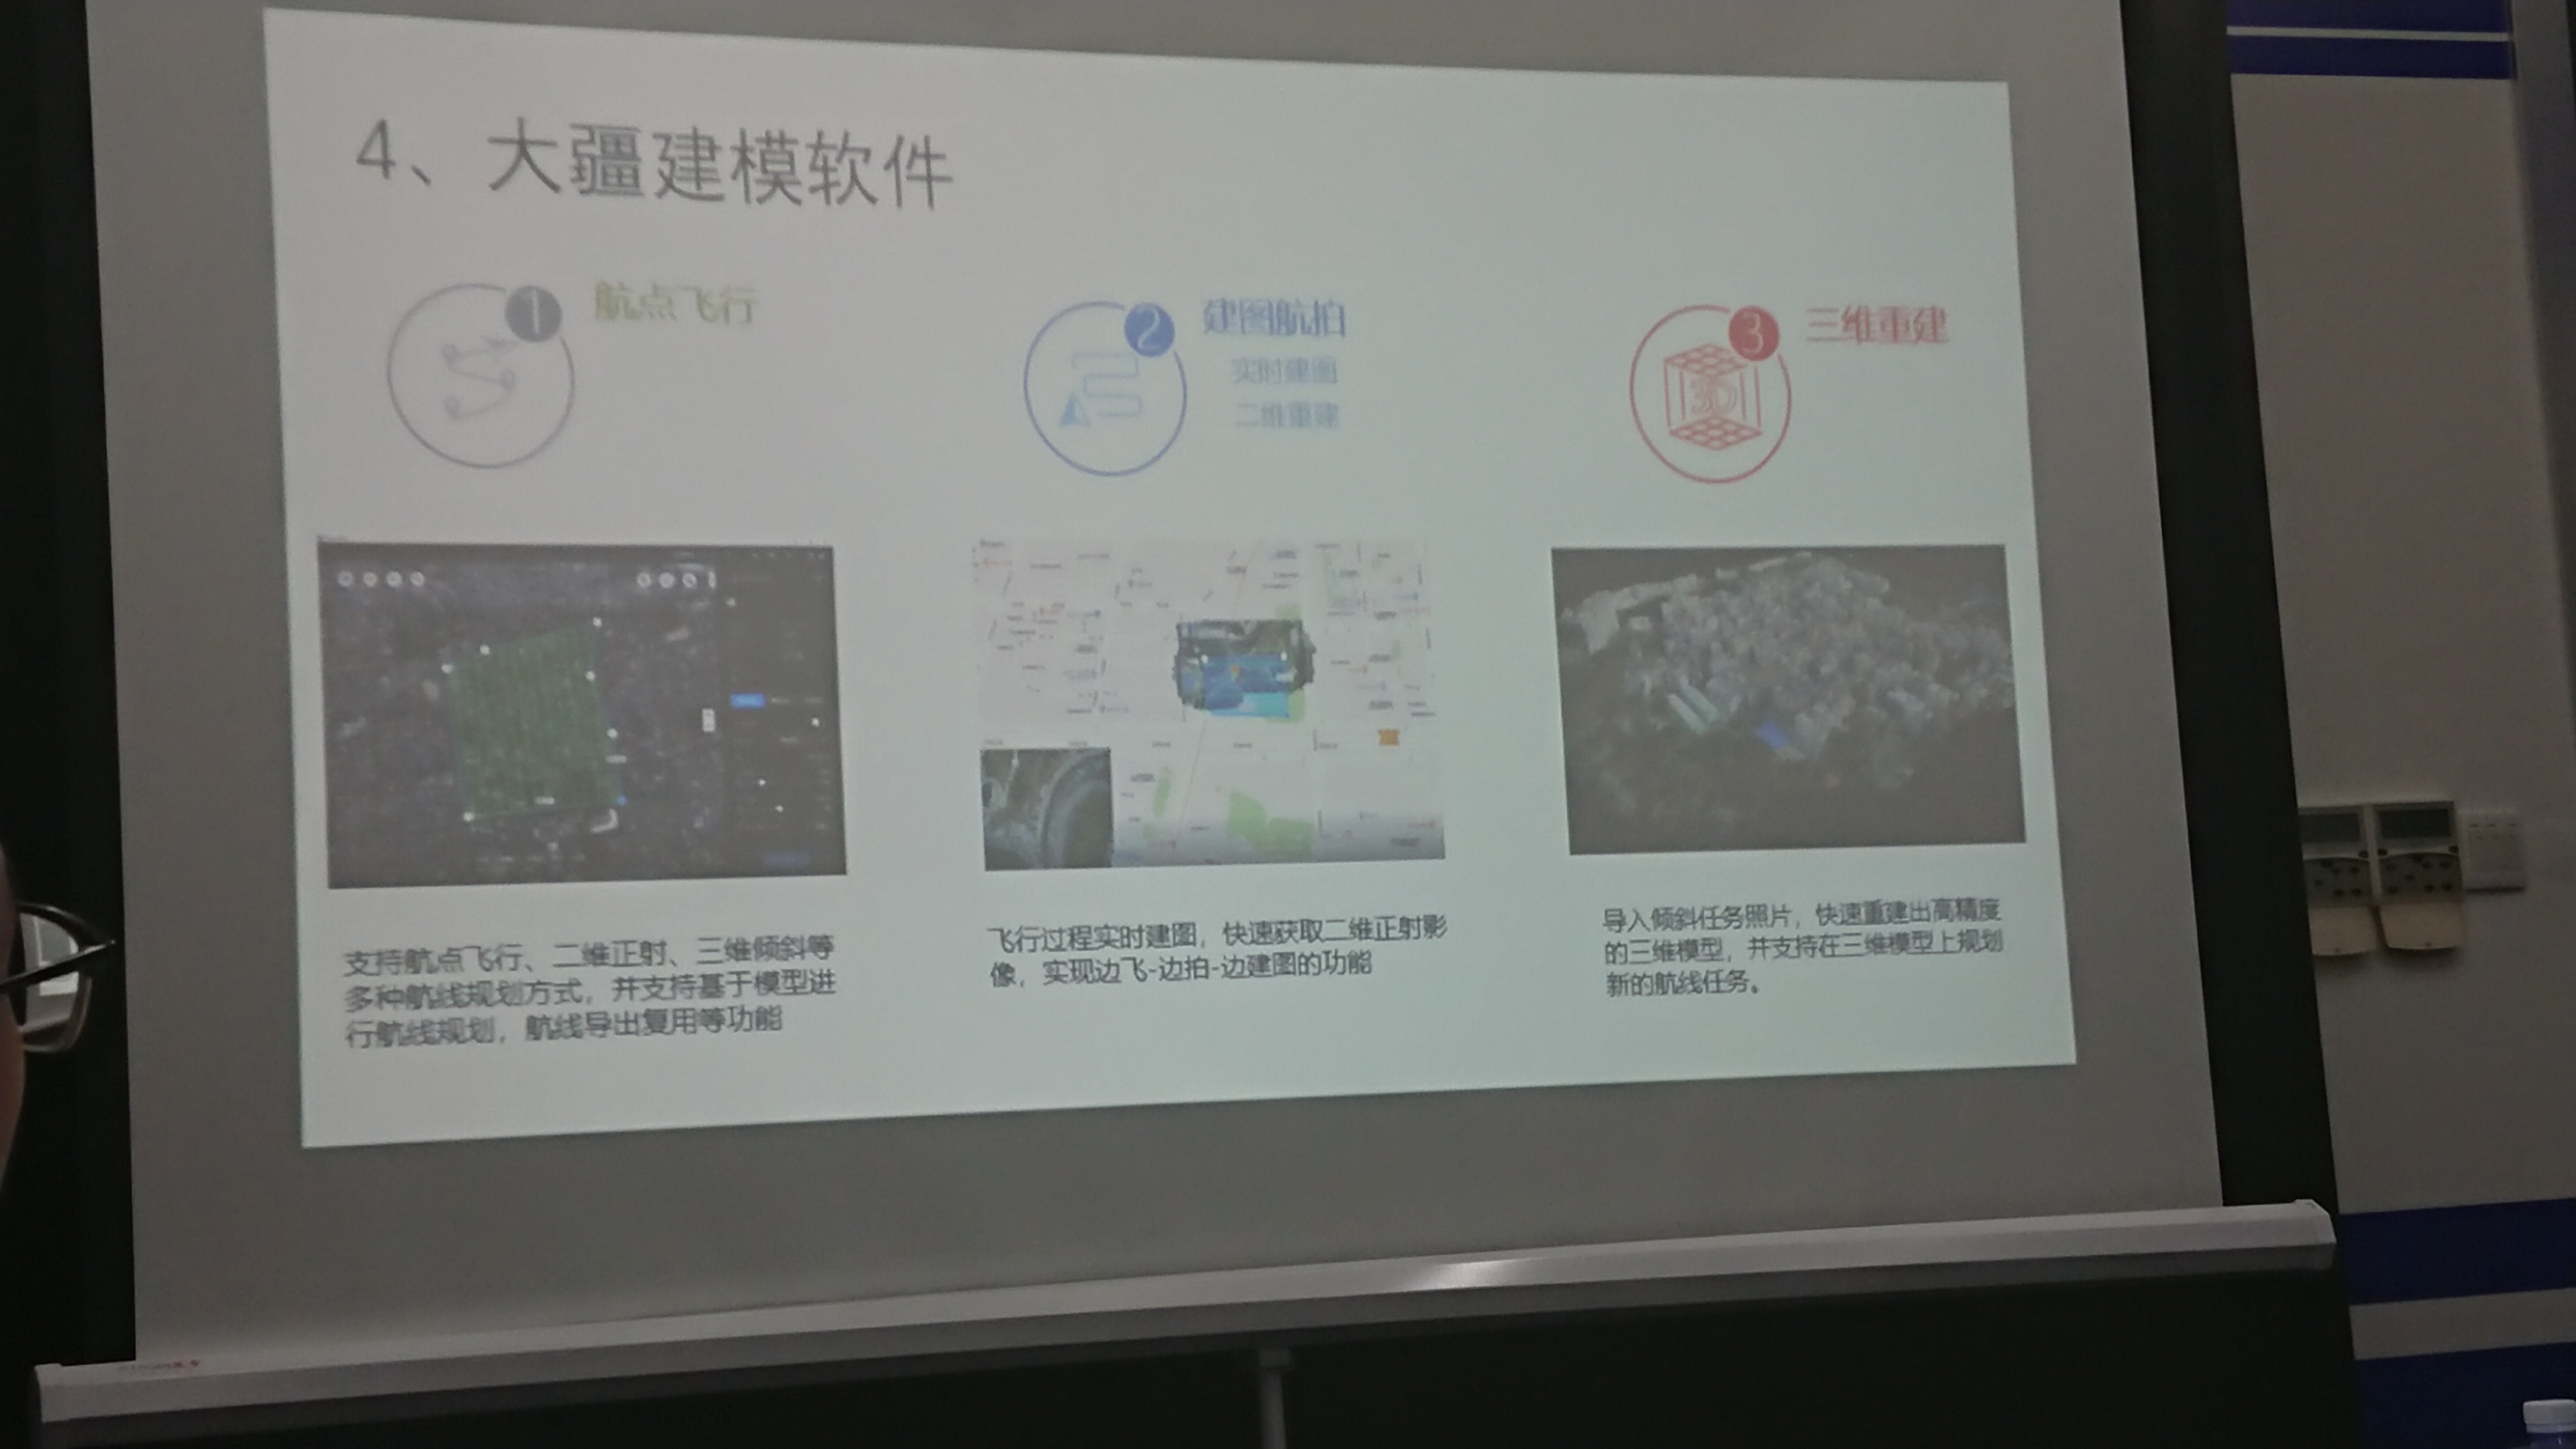 4、大疆建模软件
1
航点飞行
2
建图航拍
实时建图
二维重建
3
3D
三维重建
支持航点飞行、二维正射、三维倾斜等
多种航线规划方式，并支持基于模型进
行航线规划，航线导出复用等功能
飞行过程实时建图，快速获取二维正射影
像，实现边飞-边拍-边建图的功能
导入倾斜任务照片，快速重建出高精度
的三维模型，并支持在三维模型上规划
新的航线任务。